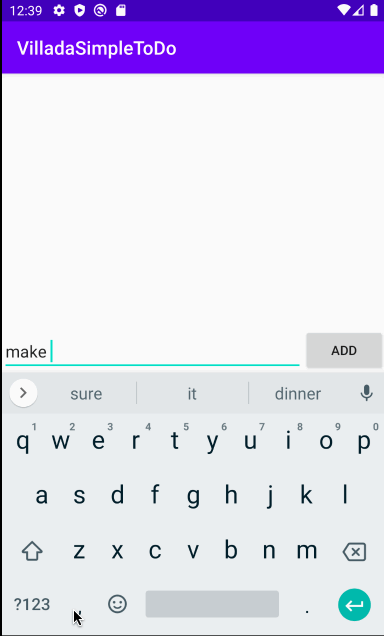 12:39
VilladaSimpleToDo
make
ADD
sure it dinner
1 2 3 4 5 6 7 8 9 0
q w e r t y u i o p
a s d f g h j k l
z x c v b n m
?123 .